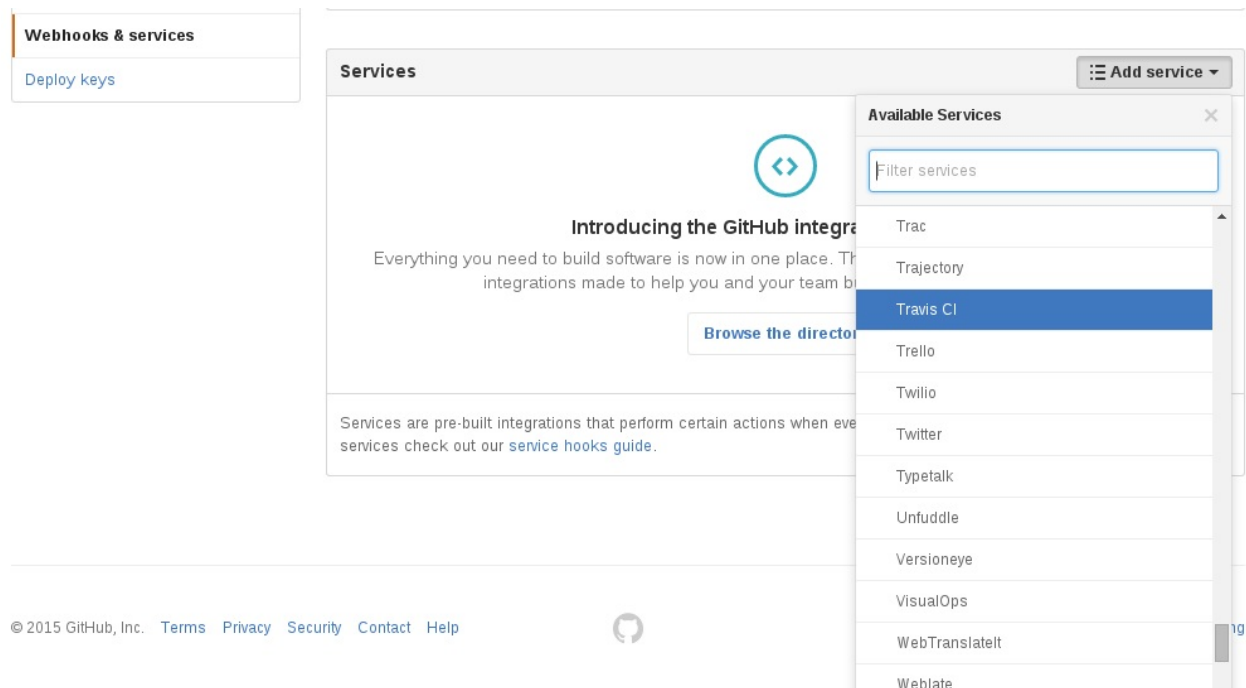 Webhooks & services
Deploy keys
Services
Add service
Available Services
Filter services
Introducing the GitHub integra
Everything you need to build software is now in one place. Th
integrations made to help you and your team b
Browse the director
Services are pre-built integrations that perform certain actions when eve
services check out our service hooks guide.
Trac
Trajectory
Travis CI
Trello
Twilio
Twitter
Typetalk
Unfuddle
Versioneye
VisualOps
WebTranslateIt
Weblate
© 2015 GitHub, Inc. Terms Privacy Security Contact Help
ng